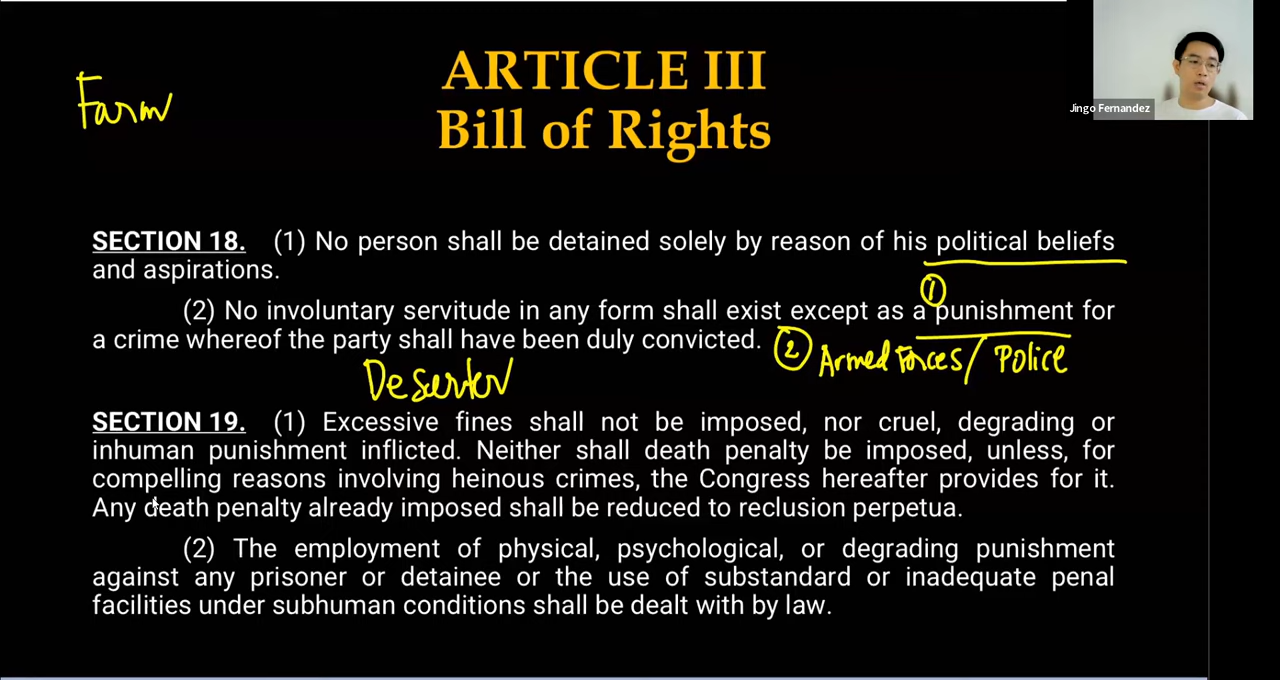 Farm
ARTICLE III
Bill of Rights
Jingo Fernandez
SECTION 18. (1) No person shall be detained solely by reason of his political beliefs
and aspirations.
①
(2) No involuntary servitude in any form shall exist except as a punishment for
a crime whereof the party shall have been duly convicted. ② Armed Forces/ Police
Deserter
SECTION 19. (1) Excessive fines shall not be imposed, nor cruel, degrading or
inhuman punishment inflicted. Neither shall death penalty be imposed, unless, for
compelling reasons involving heinous crimes, the Congress hereafter provides for it.
Any death penalty already imposed shall be reduced to reclusion perpetua.
(2) The employment of physical, psychological, or degrading punishment
against any prisoner or detainee or the use of substandard or inadequate penal
facilities under subhuman conditions shall be dealt with by law.